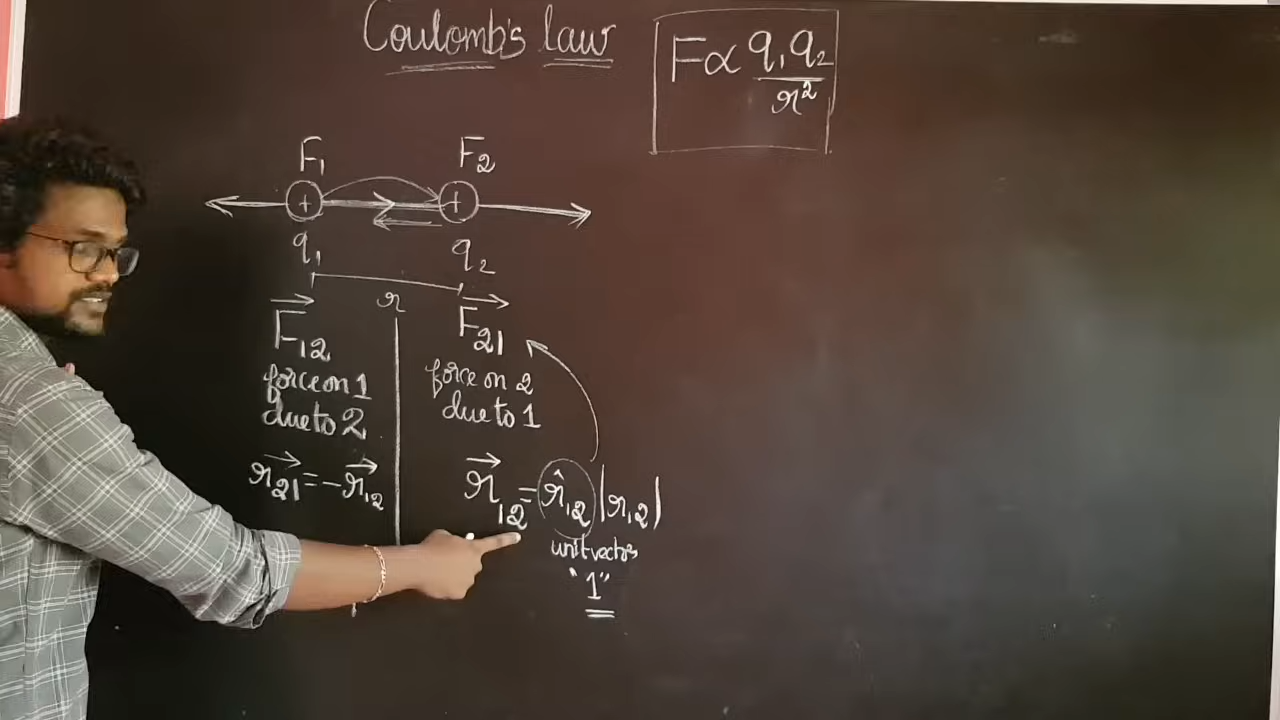 Coulomb's law
F∝ q₁q₂/r²
F₁ F₂
+ +
q₁ q₂
r
→F₁₂ →F₂₁
force on 1 force on 2
due to 2 due to 1
→r₂₁ = -→r₁₂ →r₁₂ = r̂₁₂ |r₁₂|
unit vector
"1"